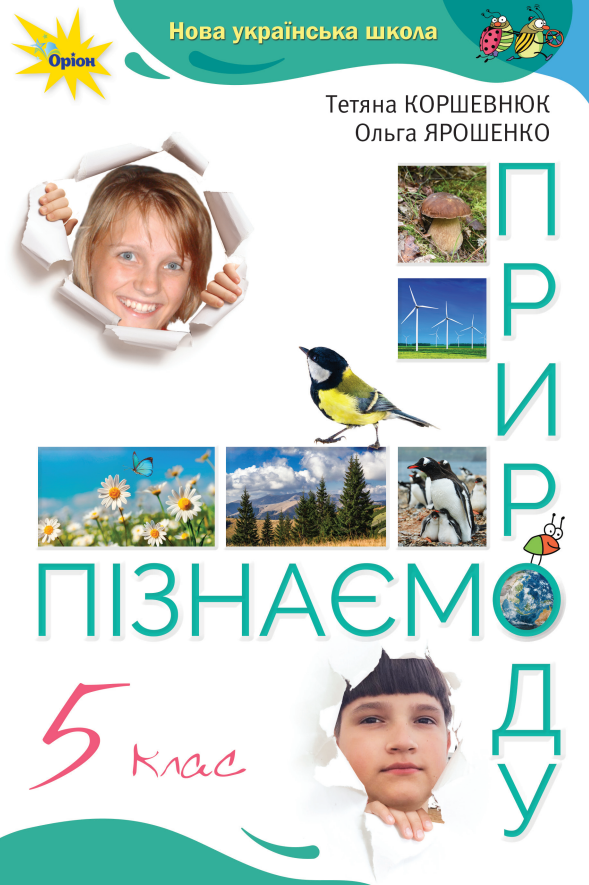 Нова українська школа
Оріон
Тетяна КОРШЕВНЮК
Ольга ЯРОШЕНКО
ПІЗНАЄМО
ПРИРОДУ
5 клас